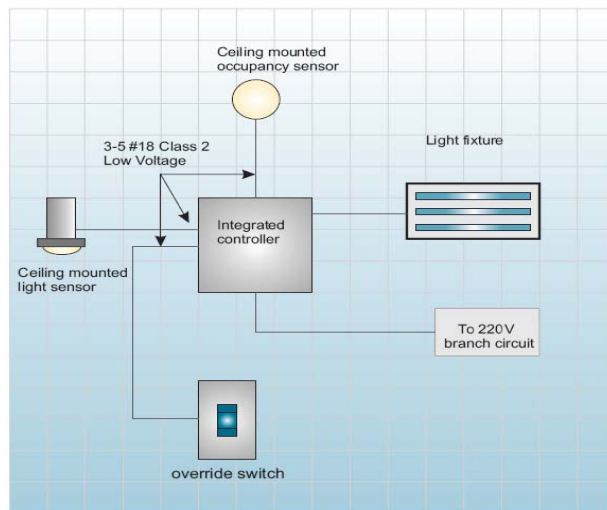 Ceiling mounted
occupancy sensor
3-5 #18 Class 2
Low Voltage
Light fixture
Integrated
controller
Ceiling mounted
light sensor
To 220V
branch circuit
override switch